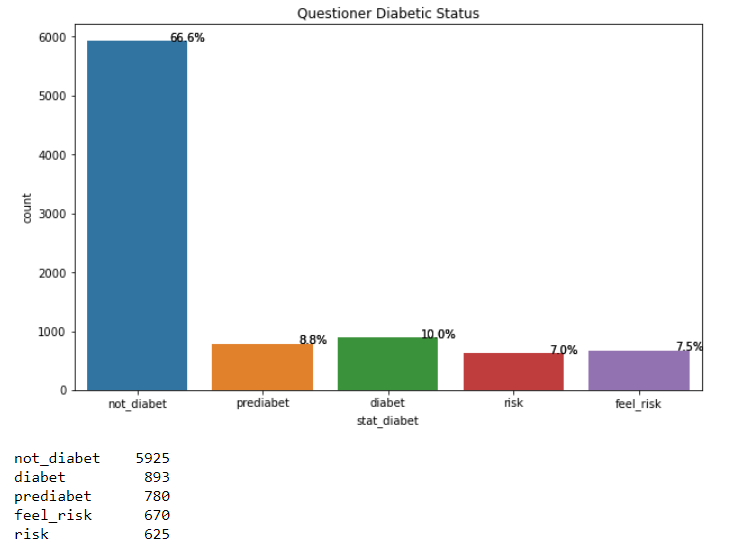 Questioner Diabetic Status
6000
5000
4000
3000
2000
1000
0
count
66.6%
8.8%
10.0%
7.0%
7.5%
not_diabet prediabet diabet risk feel_risk
stat_diabet
not_diabet 5925
diabet 893
prediabet 780
feel_risk 670
risk 625